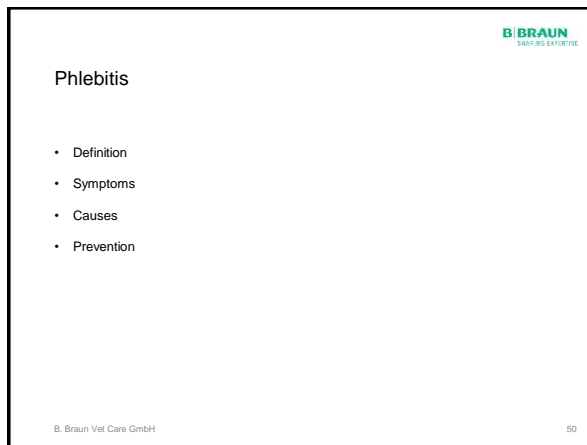 B|BRAUN
SHARING EXPERTISE
Phlebitis
• Definition
• Symptoms
• Causes
• Prevention
B. Braun Vet Care GmbH
50